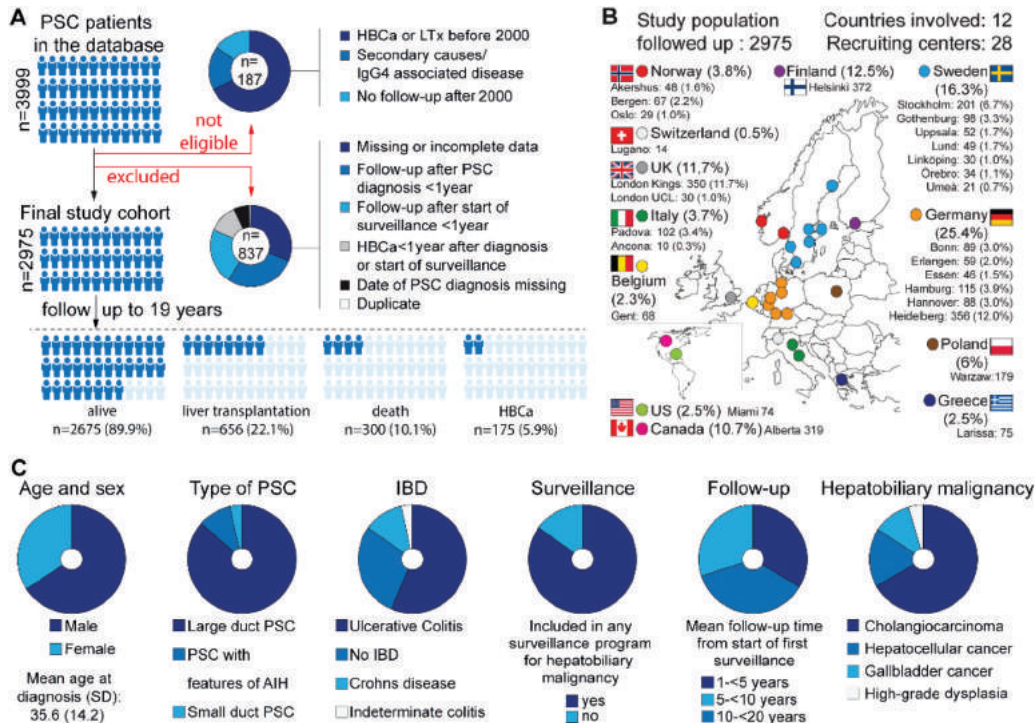 A
PSC patients
in the database
n=3999
n=
187
HBCa or LTx before 2000
Secondary causes/
IgG4 associated disease
No follow-up after 2000
not
eligible
excluded
Final study cohort
n=2975
n=
837
Missing or incomplete data
Follow-up after PSC
diagnosis <1year
Follow-up after start of
surveillance <1year
HBCa<1year after diagnosis
or start of surveillance
Date of PSC diagnosis missing
Duplicate
follow up to 19 years
alive
n=2675 (89.9%)
liver transplantation
n=656 (22.1%)
death
n=300 (10.1%)
HBCa
n=175 (5.9%)
B
Study population
followed up : 2975
Countries involved: 12
Recruiting centers: 28
Norway (3.8%)
Akershus: 48 (1.6%)
Bergen: 67 (2.2%)
Oslo: 29 (1.0%)
Switzerland (0.5%)
Lugano: 14
UK (11.7%)
London Kings: 350 (11.7%)
London UCL: 30 (1.0%)
Italy (3.7%)
Padova: 102 (3.4%)
Ancona: 10 (0.3%)
Belgium
(2.3%)
Gent: 68
Finland (12.5%)
Helsinki 372
Sweden
(16.3%)
Stockholm: 201 (6.7%)
Gothenburg: 98 (3.3%)
Uppsala: 52 (1.7%)
Lund: 49 (1.7%)
Linköping: 30 (1.0%)
Örebro: 34 (1.1%)
Umeå: 21 (0.7%)
Germany
(25.4%)
Bonn: 89 (3.0%)
Erlangen: 59 (2.0%)
Essen: 46 (1.5%)
Hamburg: 115 (3.9%)
Hannover: 88 (3.0%)
Heidelberg: 356 (12.0%)
Poland
(6%)
Warzaw:179
Greece
(2.5%)
Larissa: 75
US (2.5%) Miami 74
Canada (10.7%) Alberta 319
C
Age and sex
Male
Female
Mean age at
diagnosis (SD):
35.6 (14.2)
Type of PSC
Large duct PSC
PSC with
features of AIH
Small duct PSC
IBD
Ulcerative Colitis
No IBD
Crohns disease
Indeterminate colitis
Surveillance
Included in any
surveillance program
for hepatobiliary
malignancy
yes
no
Follow-up
Mean follow-up time
from start of first
surveillance
1-<5 years
5-<10 years
10-<20 years
Hepatobiliary malignancy
Cholangiocarcinoma
Hepatocellular cancer
Gallbladder cancer
High-grade dysplasia